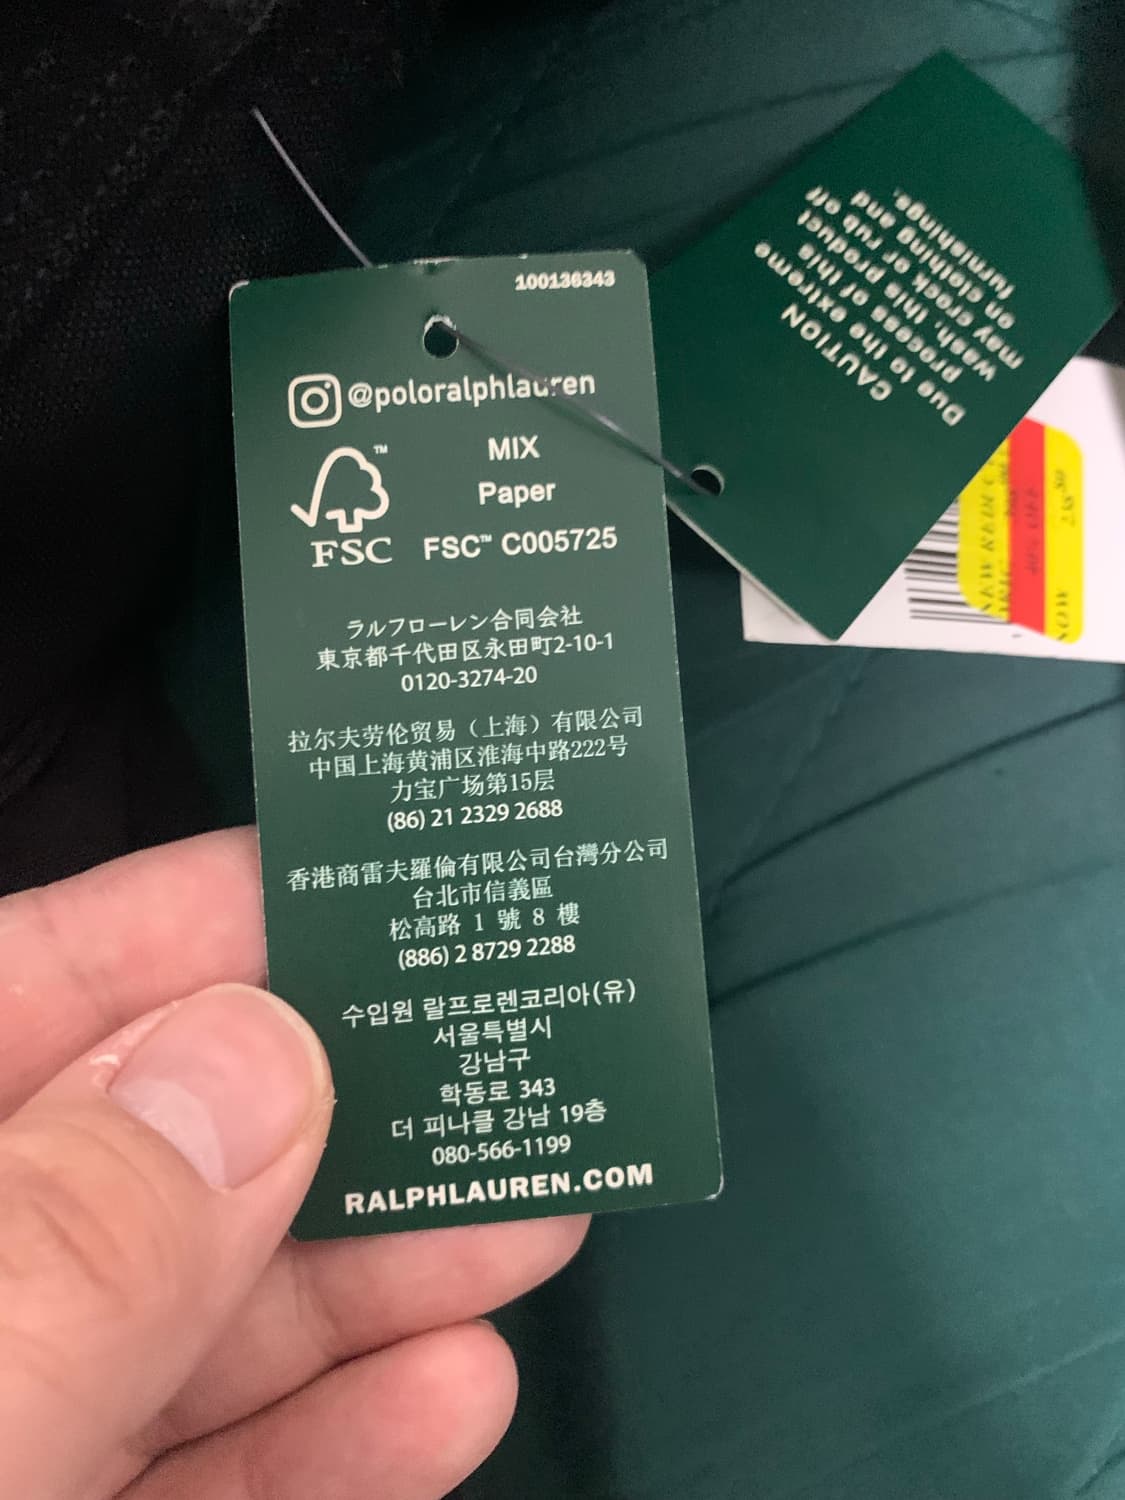 100136343
@poloralphlauren
MIX
Paper
FSC™ C005725
™
FSC
ラルフローレン合同会社
東京都千代田区永田町2-10-1
0120-3274-20
拉尔夫劳伦贸易（上海）有限公司
中国上海黄浦区淮海中路222号
力宝广场第15层
(86) 21 2329 2688
香港商雷夫羅倫有限公司台灣分公司
台北市信義區
松高路 1 號 8 樓
(886) 2 8729 2288
수입원 랄프로렌코리아(유)
서울특별시
강남구
학동로 343
더 피나클 강남 19층
080-566-1199
RALPHLAUREN.COM
CAUTION
Due to the extreme
process of this
wash, this product
may crock or rub off
on clothing and
furnishings.
NOW